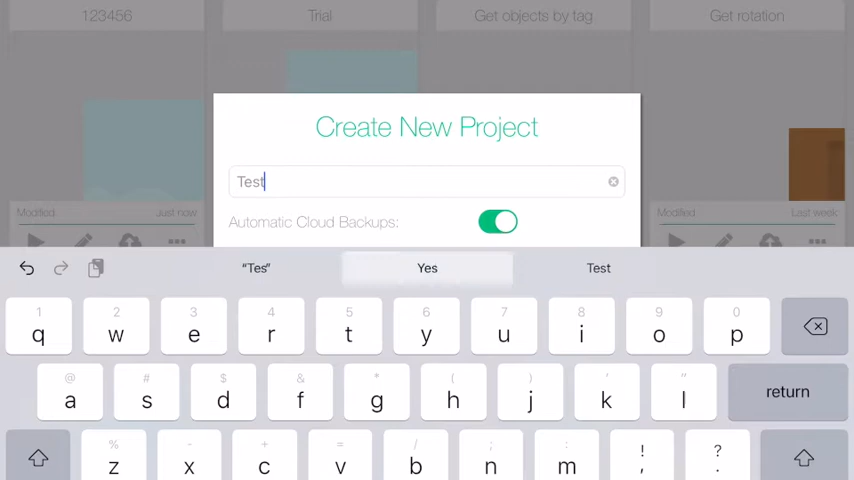 123456 Trial Get objects by tag Get rotation
Create New Project
Test
Automatic Cloud Backups:
Modified Just now Modified Last week
"Tes" Yes Test
1 2 3 4 5 6 7 8 9 0
q w e r t y u i o p
@ # $ & * ( ) ' "
a s d f g h j k l return
% - + = / ; : ! ?
z x c v b n m , .